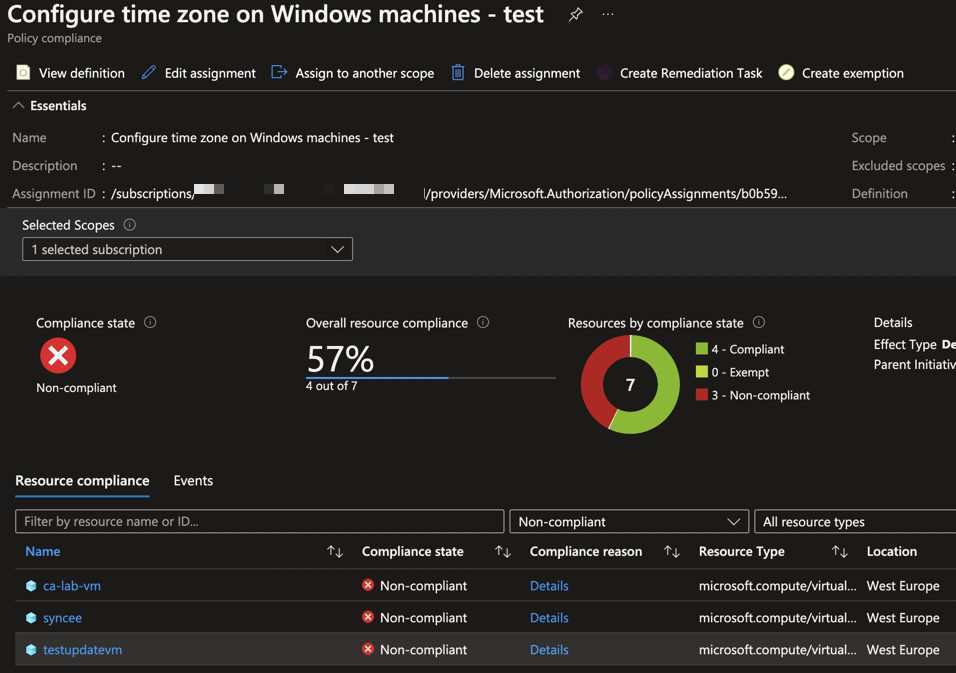 Configure time zone on Windows machines - test
Policy compliance
View definition Edit assignment Assign to another scope Delete assignment Create Remediation Task Create exemption
Essentials
Name : Configure time zone on Windows machines - test Scope :
Description : -- Excluded scopes :
Assignment ID : /subscriptions/ /providers/Microsoft.Authorization/policyAssignments/b0b59... Definition :
Selected Scopes
1 selected subscription
Compliance state
Non-compliant
Overall resource compliance
57%
4 out of 7
Resources by compliance state
7
4 - Compliant
0 - Exempt
3 - Non-compliant
Details
Effect Type De
Parent Initiativ
Resource compliance Events
Filter by resource name or ID... Non-compliant All resource types
Name Compliance state Compliance reason Resource Type Location
ca-lab-vm Non-compliant Details microsoft.compute/virtual... West Europe
syncee Non-compliant Details microsoft.compute/virtual... West Europe
testupdatevm Non-compliant Details microsoft.compute/virtual... West Europe